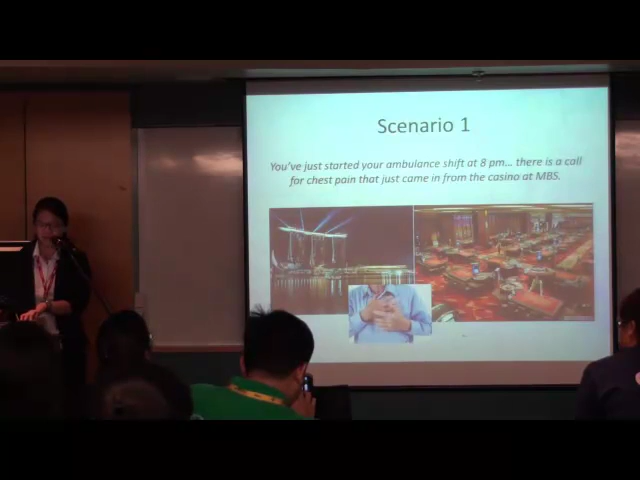 Scenario 1
You've just started your ambulance shift at 8 pm... there is a call
for chest pain that just came in from the casino at MBS.